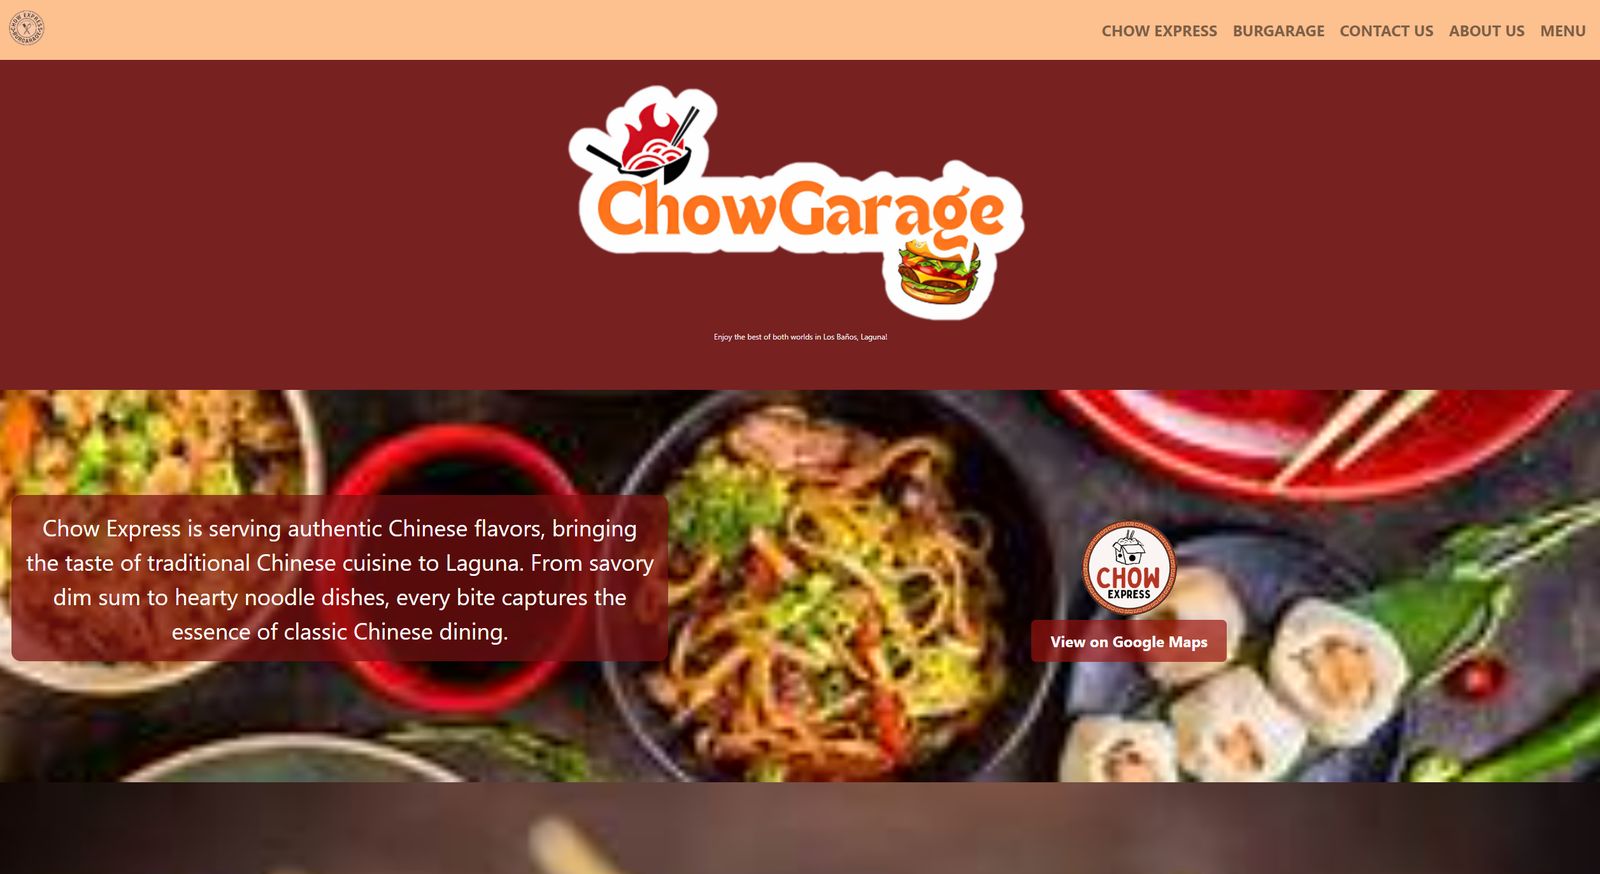 CHOW EXPRESS
BURGARAGE
CHOW EXPRESS BURGARAGE CONTACT US ABOUT US MENU
ChowGarage
Enjoy the best of both worlds in Los Baños, Laguna!
Chow Express is serving authentic Chinese flavors, bringing
the taste of traditional Chinese cuisine to Laguna. From savory
dim sum to hearty noodle dishes, every bite captures the
essence of classic Chinese dining.
CHOW
EXPRESS
View on Google Maps